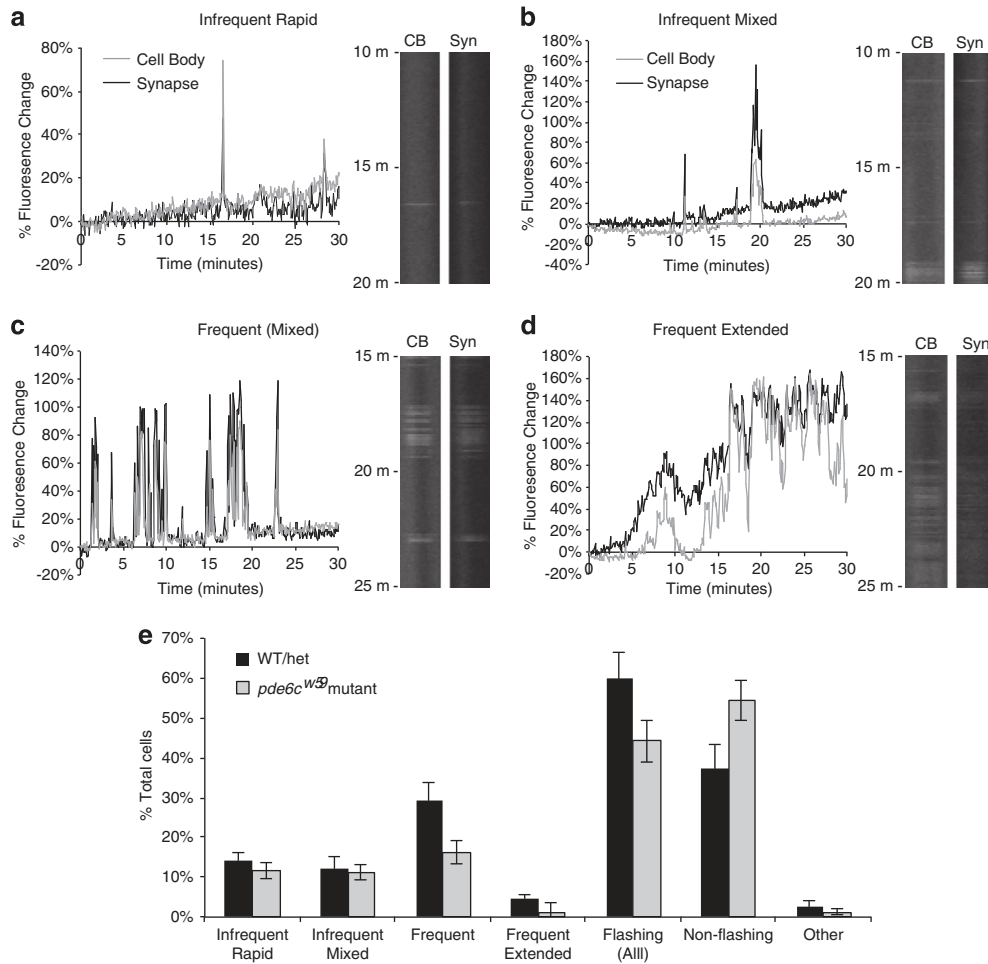 a
Infrequent Rapid
80%
60%
40%
20%
0%
-20%
% Fluoresence Change
Cell Body
Synapse
0 5 10 15 20 25 30
Time (minutes)
CB Syn
10 m
15 m
20 m
b
Infrequent Mixed
180%
160%
140%
120%
100%
80%
60%
40%
20%
0%
-20%
-40%
% Fluoresence Change
Cell Body
Synapse
0 5 10 15 20 25 30
Time (minutes)
CB Syn
10 m
15 m
20 m
c
Frequent (Mixed)
140%
120%
100%
80%
60%
40%
20%
0%
-20%
% Fluoresence Change
0 5 10 15 20 25 30
Time (minutes)
CB Syn
15 m
20 m
25 m
d
Frequent Extended
180%
160%
140%
120%
100%
80%
60%
40%
20%
0%
-20%
% Fluoresence Change
0 5 10 15 20 25 30
Time (minutes)
CB Syn
15 m
20 m
25 m
e
70%
60%
50%
40%
30%
20%
10%
0%
% Total cells
WT/het
pde6c w59 mutant
Infrequent Rapid
Infrequent Mixed
Frequent
Frequent Extended
Flashing (Alll)
Non-flashing
Other